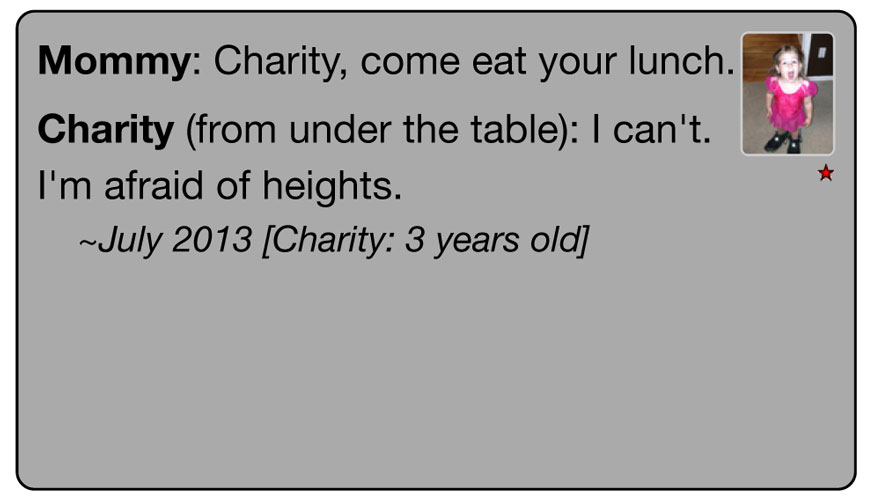 Mommy: Charity, come eat your lunch.
Charity (from under the table): I can't.
I'm afraid of heights.
~July 2013 [Charity: 3 years old]